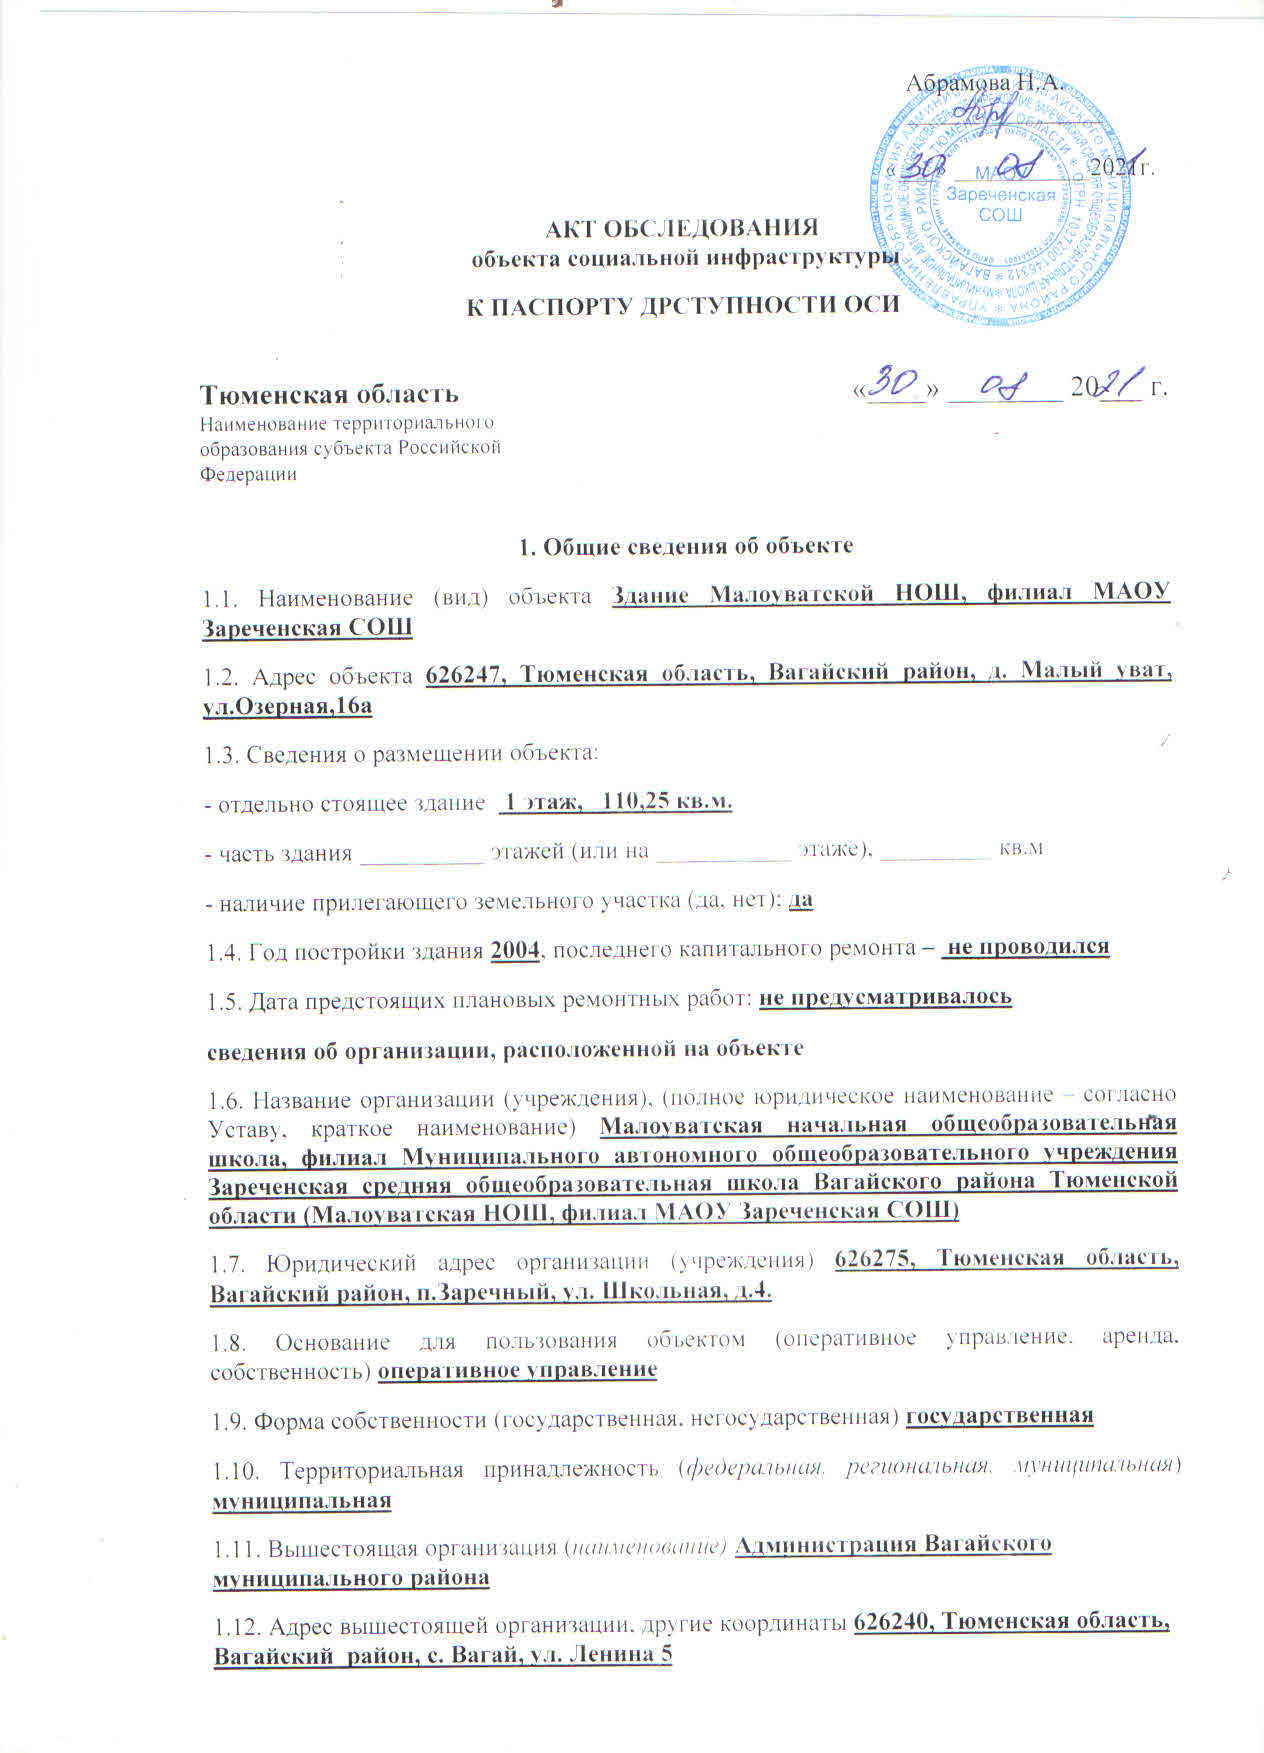 Абрамова Н.А.
«30» 08 2021г.
МАОУ
Зареченская
СОШ
АКТ ОБСЛЕДОВАНИЯ
объекта социальной инфраструктуры
К ПАСПОРТУ ДРСТУПНОСТИ ОСИ
Тюменская область «30» 08 2021 г.
Наименование территориального
образования субъекта Российской
Федерации
1. Общие сведения об объекте
1.1. Наименование (вид) объекта Здание Малоуватской НОШ, филиал МАОУ
Зареченская СОШ
1.2. Адрес объекта 626247, Тюменская область, Вагайский район, д. Малый уват,
ул.Озерная,16а
1.3. Сведения о размещении объекта:
- отдельно стоящее здание 1 этаж, 110,25 кв.м.
- часть здания __________ этажей (или на ___________ этаже), _________ кв.м
- наличие прилегающего земельного участка (да, нет): да
1.4. Год постройки здания 2004, последнего капитального ремонта – не проводился
1.5. Дата предстоящих плановых ремонтных работ: не предусматривалось
сведения об организации, расположенной на объекте
1.6. Название организации (учреждения), (полное юридическое наименование – согласно
Уставу, краткое наименование) Малоуватская начальная общеобразовательная
школа, филиал Муниципального автономного общеобразовательного учреждения
Зареченская средняя общеобразовательная школа Вагайского района Тюменской
области (Малоуватская НОШ, филиал МАОУ Зареченская СОШ)
1.7. Юридический адрес организации (учреждения) 626275, Тюменская область,
Вагайский район, п.Заречный, ул. Школьная, д.4.
1.8. Основание для пользования объектом (оперативное управление, аренда,
собственность) оперативное управление
1.9. Форма собственности (государственная, негосударственная) государственная
1.10. Территориальная принадлежность (федеральная, региональная, муниципальная)
муниципальная
1.11. Вышестоящая организация (наименование) Администрация Вагайского
муниципального района
1.12. Адрес вышестоящей организации, другие координаты 626240, Тюменская область,
Вагайский район, с. Вагай, ул. Ленина 5